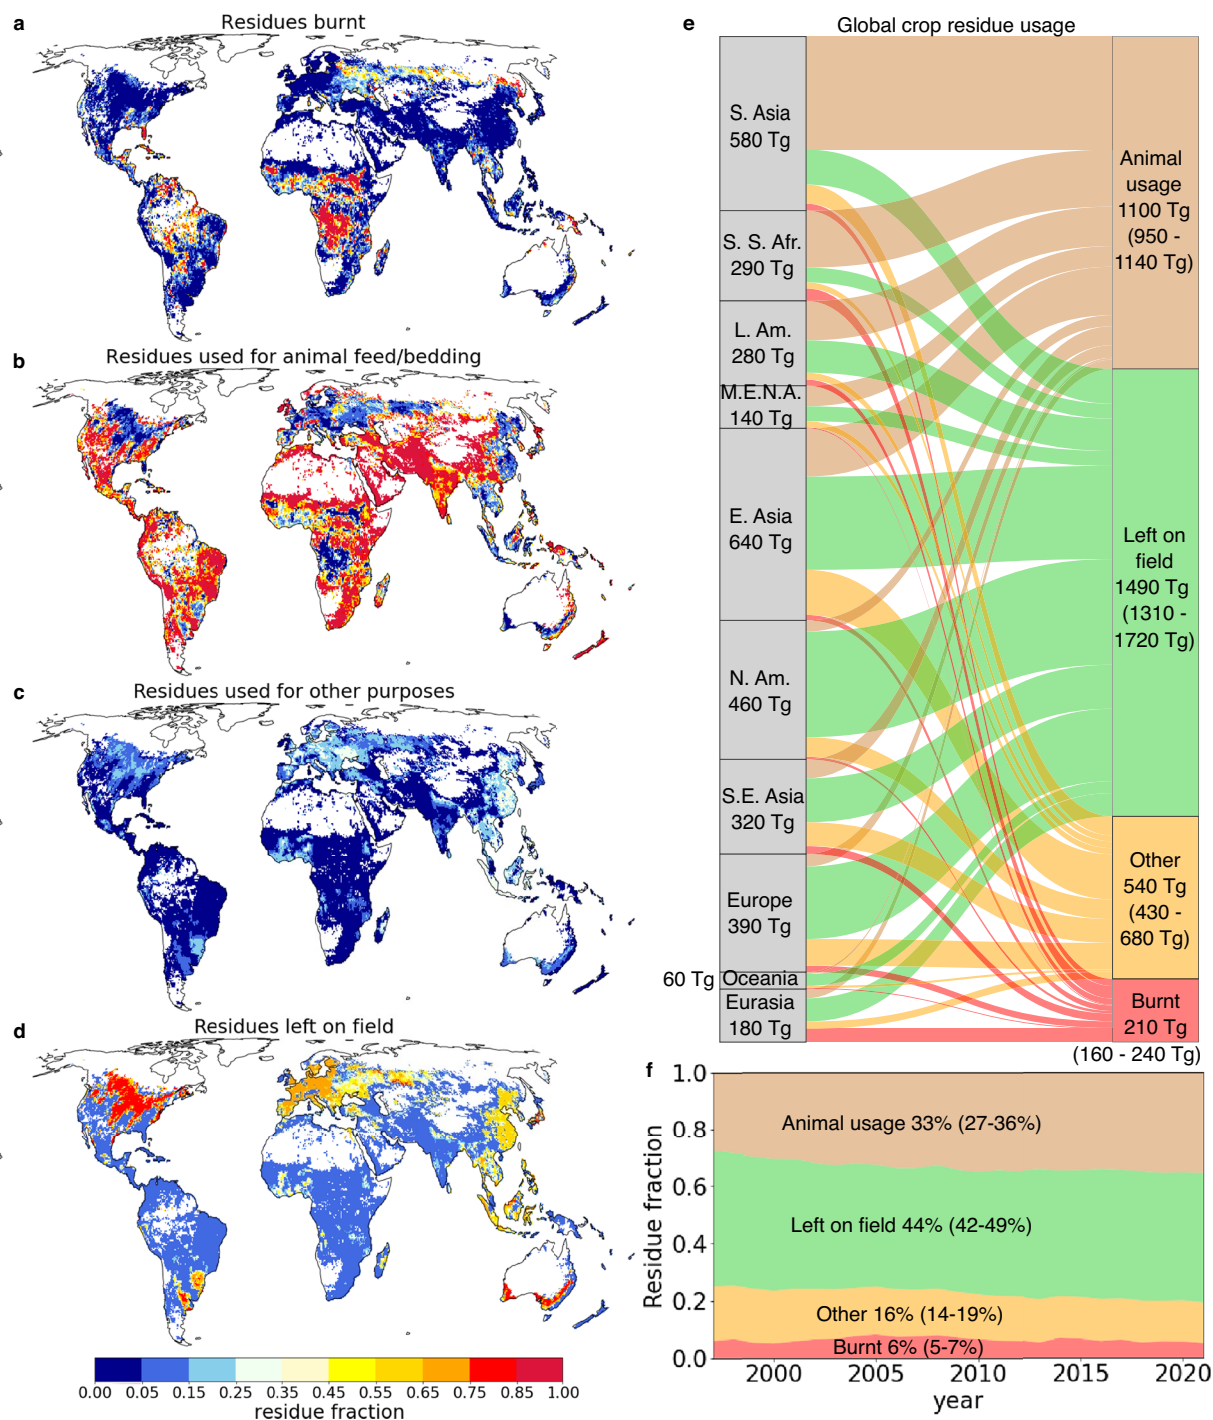 a
Residues burnt
b
Residues used for animal feed/bedding
c
Residues used for other purposes
d
Residues left on field
0.00 0.05 0.15 0.25 0.35 0.45 0.55 0.65 0.75 0.85 1.00
residue fraction
e
Global crop residue usage
S. Asia
580 Tg
S. S. Afr.
290 Tg
L. Am.
280 Tg
M.E.N.A.
140 Tg
E. Asia
640 Tg
N. Am.
460 Tg
S.E. Asia
320 Tg
Europe
390 Tg
60 Tg Oceania
Eurasia
180 Tg
Animal
usage
1100 Tg
(950 -
1140 Tg)
Left on
field
1490 Tg
(1310 -
1720 Tg)
Other
540 Tg
(430 -
680 Tg)
Burnt
210 Tg
(160 - 240 Tg)
f
Residue fraction
1.0
0.8
0.6
0.4
0.2
0.0
Animal usage 33% (27-36%)
Left on field 44% (42-49%)
Other 16% (14-19%)
Burnt 6% (5-7%)
2000 2005 2010 2015 2020
year